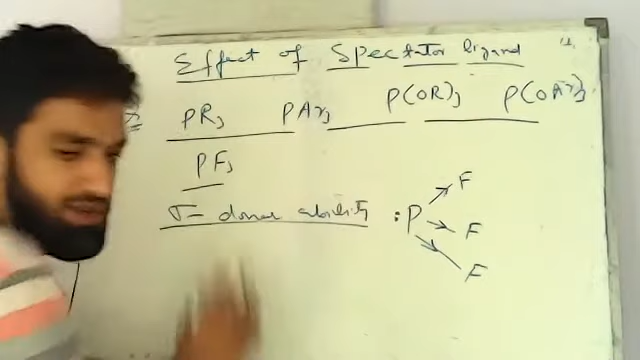 Effect of Spectator ligand
PR3 PAr3 P(OR)3 P(OAr)3
PF3
σ- donor ability :P F
F
F